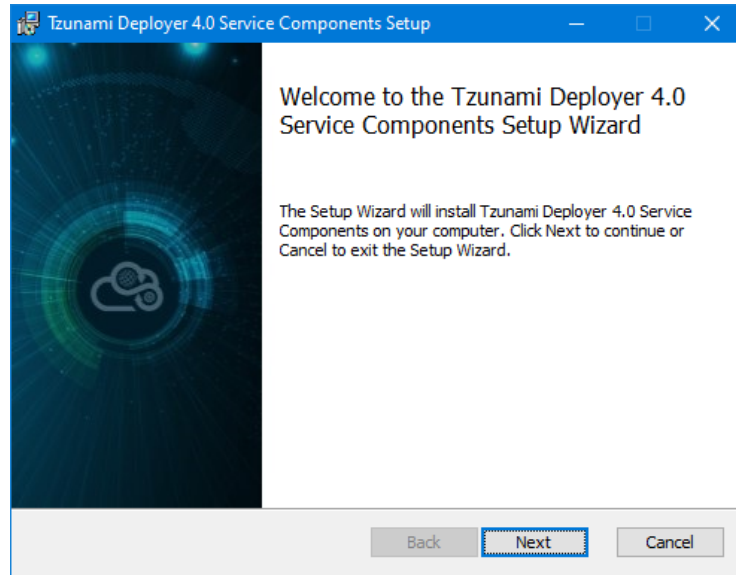 Tzunami Deployer 4.0 Service Components Setup
Welcome to the Tzunami Deployer 4.0
Service Components Setup Wizard
The Setup Wizard will install Tzunami Deployer 4.0 Service
Components on your computer. Click Next to continue or
Cancel to exit the Setup Wizard.
Back Next Cancel